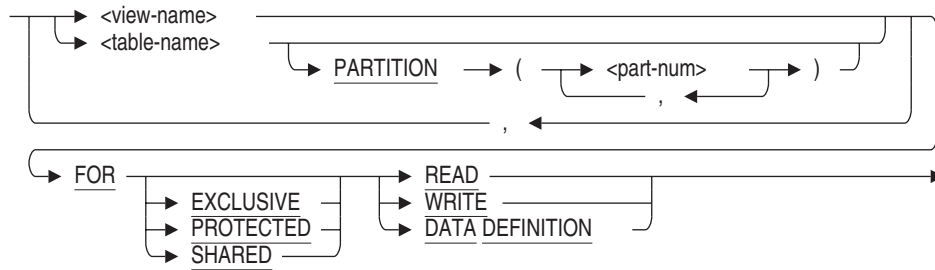 <view-name>
<table-name>
PARTITION ( <part-num> )
,
,
FOR READ
EXCLUSIVE WRITE
PROTECTED DATA DEFINITION
SHARED